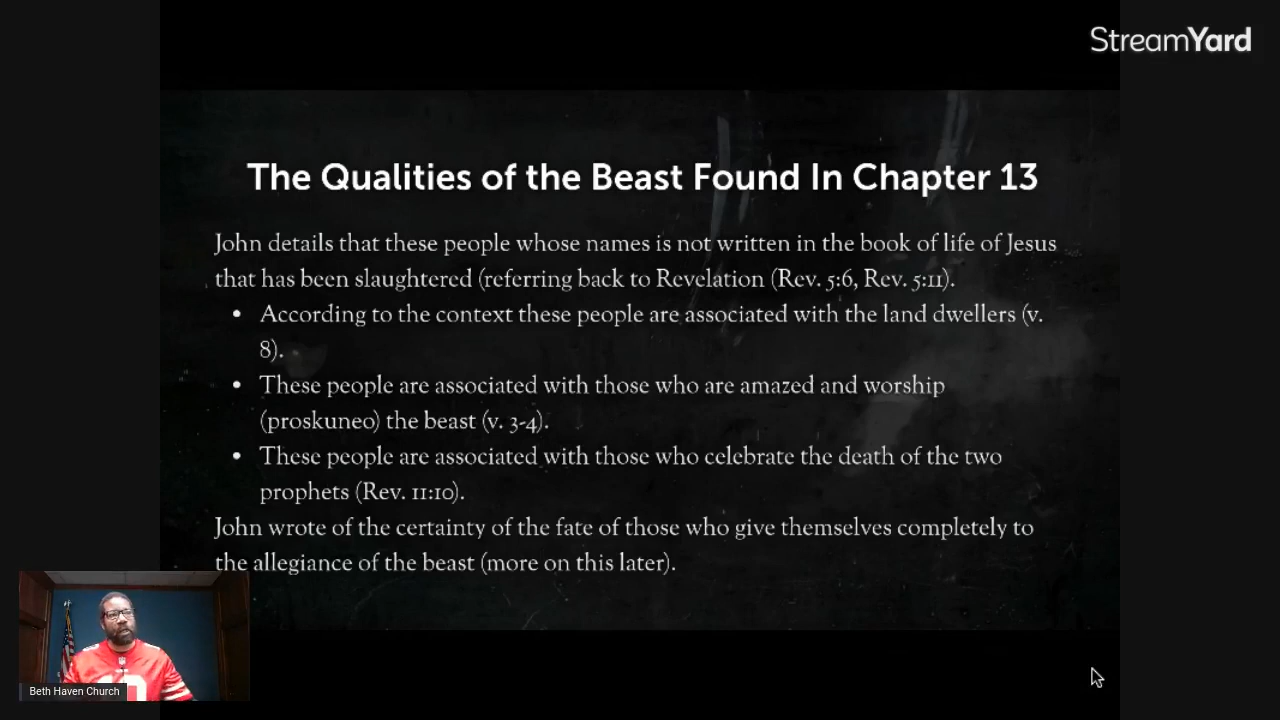 StreamYard
The Qualities of the Beast Found In Chapter 13
John details that these people whose names is not written in the book of life of Jesus
that has been slaughtered (referring back to Revelation (Rev. 5:6, Rev. 5:11).
• According to the context these people are associated with the land dwellers (v.
8).
• These people are associated with those who are amazed and worship
(proskuneo) the beast (v. 3-4).
• These people are associated with those who celebrate the death of the two
prophets (Rev. 11:10).
John wrote of the certainty of the fate of those who give themselves completely to
the allegiance of the beast (more on this later).
Beth Haven Church